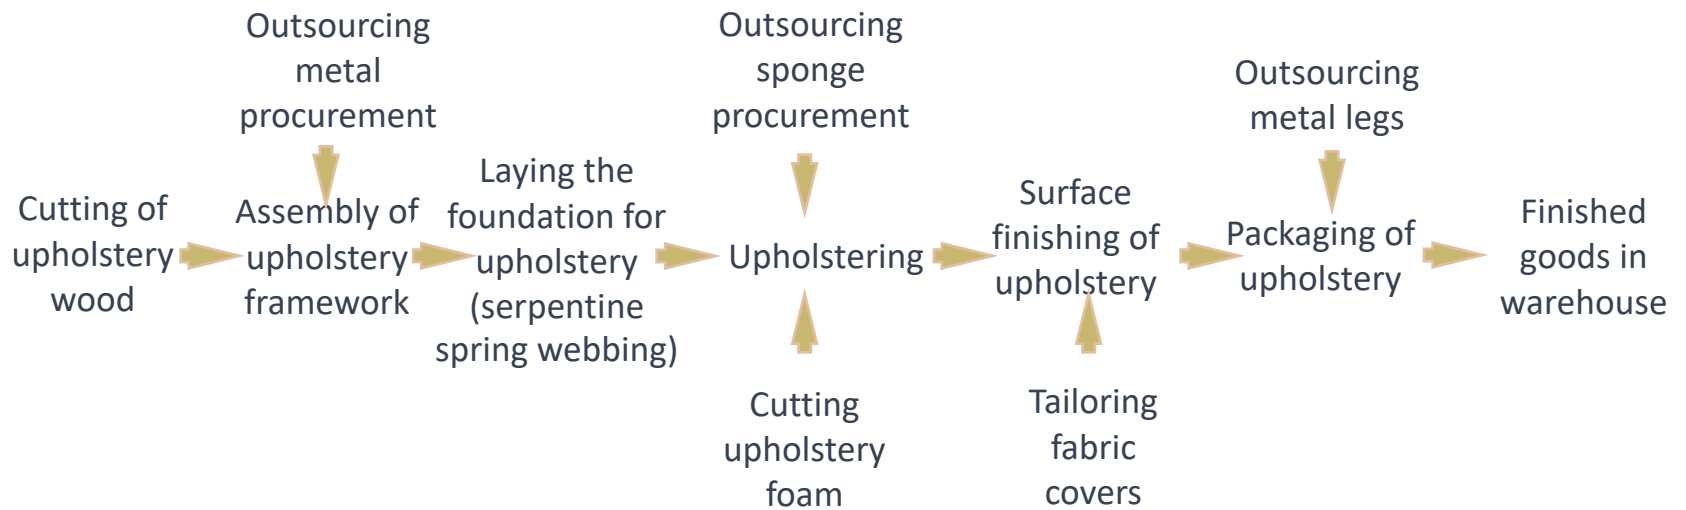 Outsourcing
metal
procurement
Outsourcing
sponge
procurement
Outsourcing
metal legs
Cutting of
upholstery
wood
Assembly of
upholstery
framework
Laying the
foundation for
upholstery
(serpentine
spring webbing)
Upholstering
Surface
finishing of
upholstery
Packaging of
upholstery
Finished
goods in
warehouse
Cutting
upholstery
foam
Tailoring
fabric
covers